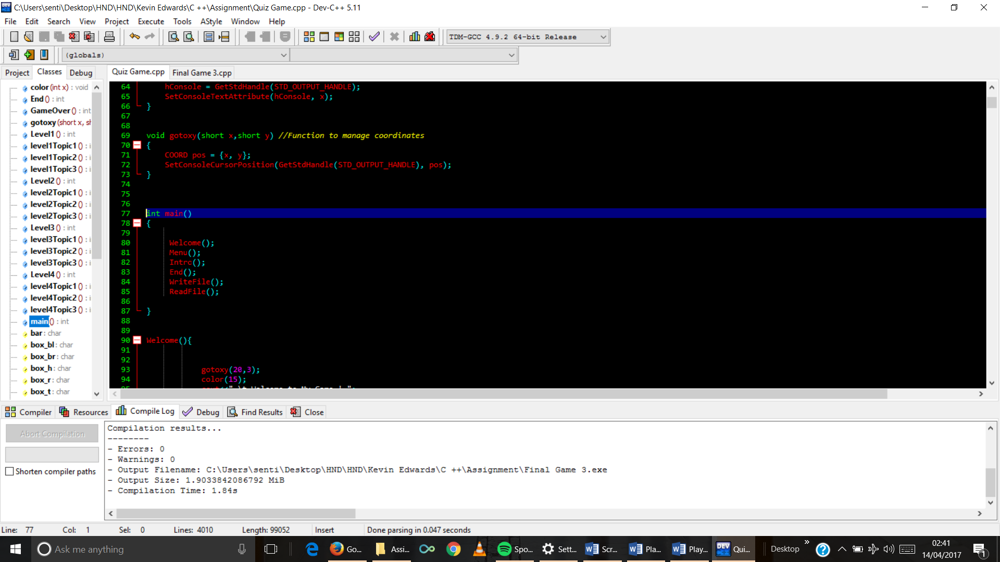 C:\Users\senti\Desktop\HND\HND\Kevin Edwards\C ++\Assignment\Quiz Game.cpp - Dev-C++ 5.11
File Edit Search View Project Execute Tools AStyle Window Help
TDM-GCC 4.9.2 64-bit Release
(globals)
Project Classes Debug
Quiz Game.cpp Final Game 3.cpp
color (int x) : void
End () : int
GameOver () : int
gotoxy (short x, sh
Level1 () : int
level1Topic1 () : i
level1Topic2 () : i
level1Topic3 () : i
Level2 () : int
level2Topic1 () : i
level2Topic2 () : i
level2Topic3 () : i
Level3 () : int
level3Topic1 () : i
level3Topic2 () : i
level3Topic3 () : i
Level4 () : int
level4Topic1 () : i
level4Topic2 () : i
level4Topic3 () : i
main () : int
bar : char
box_bl : char
box_br : char
box_h : char
box_r : char
box_t : char
64 hConsole = GetStdHandle(STD_OUTPUT_HANDLE);
65 SetConsoleTextAttribute(hConsole, x);
66 }
67
68
69 void gotoxy(short x,short y) //Function to manage coordinates
70 {
71 COORD pos = {x, y};
72 SetConsoleCursorPosition(GetStdHandle(STD_OUTPUT_HANDLE), pos);
73 }
74
75
76
77 int main()
78 {
79
80 Welcome();
81 Menu();
82 Intro();
83 End();
84 WriteFile();
85 ReadFile();
86
87 }
88
89
90 Welcome(){
91
92
93 gotoxy(20,3);
94 color(15);
Compiler Resources Compile Log Debug Find Results Close
Abort Compilation
Shorten compiler paths
Compilation results...
--------
- Errors: 0
- Warnings: 0
- Output Filename: C:\Users\senti\Desktop\HND\HND\Kevin Edwards\C ++\Assignment\Final Game 3.exe
- Output Size: 1.9033842086792 MiB
- Compilation Time: 1.84s
Line: 77 Col: 1 Sel: 0 Lines: 4010 Length: 99052 Insert Done parsing in 0.047 seconds
Ask me anything
Go...
Assi...
Spo...
Sett...
Scr...
Pla...
Play...
DEV
Qui...
Desktop
02:41
14/04/2017
1